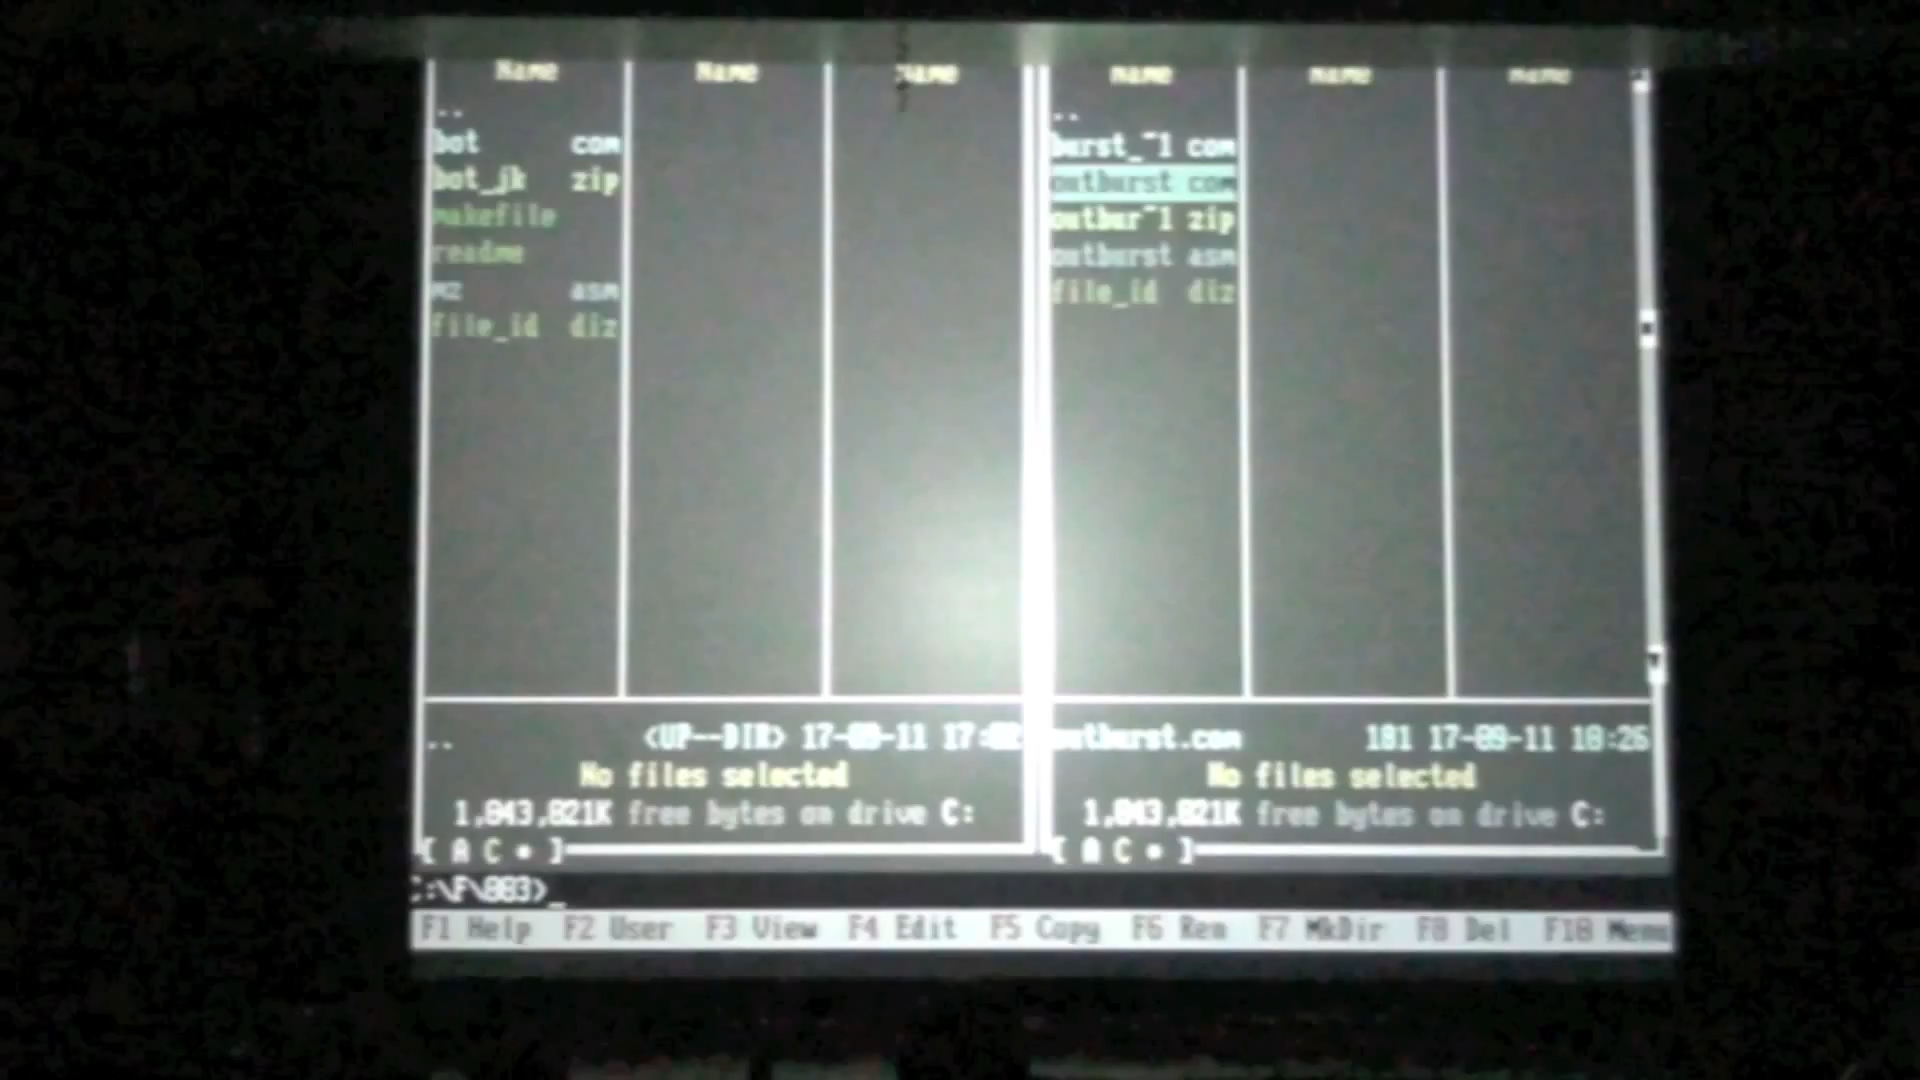 Name Name Name Name Name Name
.. ..
bot com burst_~1 com
bot_jk zip outburst com
makefile outbur~1 zip
readme outburst asm
mz asm file_id diz
file_id diz
.. <UP--DIR> 17-09-11 outburst.com 181 17-09-11 18:26
No files selected No files selected
1,843,821K free bytes on drive C: 1,843,821K free bytes on drive C:
[ A C * ] [ A C * ]
C:\F\883>_
F1 Help F2 User F3 View F4 Edit F5 Copy F6 Ren F7 MkDir F8 Del F10 Menu